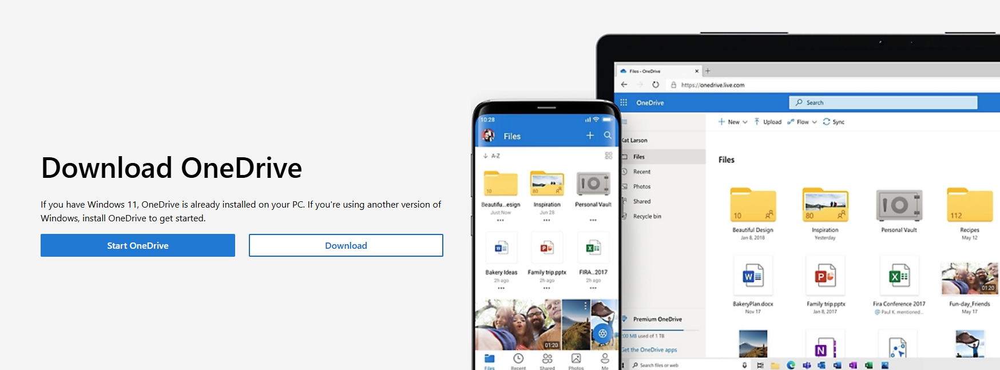 Download OneDrive
If you have Windows 11, OneDrive is already installed on your PC. If you're using another version of
Windows, install OneDrive to get started.
Start OneDrive
Download
10:28
Files
A-Z
10
80
Beautifu...esign
Inspiration
Personal Vault
Just Now
Jun 28
Bakery Ideas
Family trip.pptx
FIRA...2017
2h ago
2h ago
2h ago
01:20
Files
Recent
Shared
Photos
Me
Files - OneDrive
https://onedrive.live.com
OneDrive
Search
New
Upload
Flow
Sync
Kat Larson
Files
Recent
Photos
Shared
Recycle bin
Premium OneDrive
200 MB used of 1 TB
Get the OneDrive apps
Files
10
80
112
Beautiful Design
Inspiration
Personal Vault
Recipes
Jan 8, 2018
Yesterday
May 12
01:20
BakeryPlan.docx
Family trip.pptx
Fira Conference 2017
Fun-day_Friends
Nov 17
Jan 8, 2017
@ Paul K. mentioned...
May 17
Search files or web